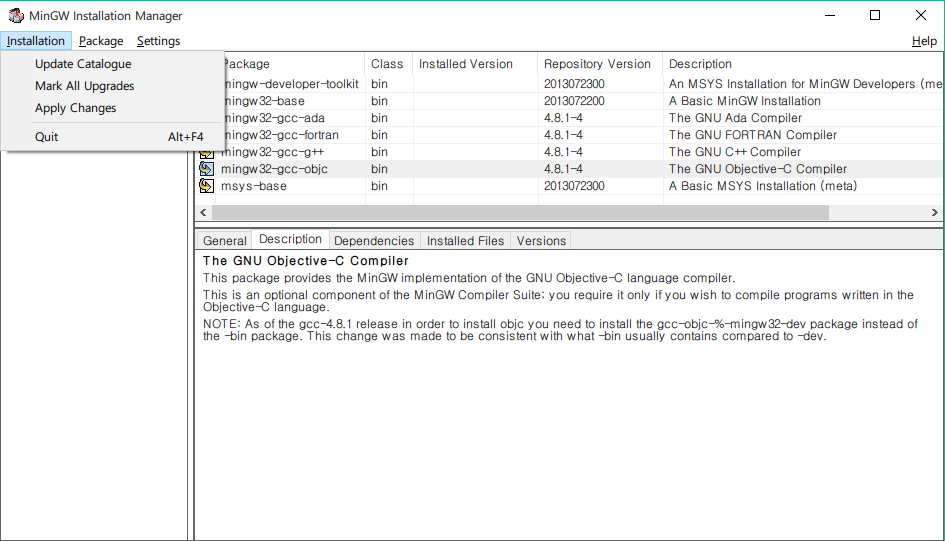 MinGW Installation Manager
Installation Package Settings Help
Update Catalogue
Mark All Upgrades
Apply Changes
Quit Alt+F4
Package Class Installed Version Repository Version Description
mingw-developer-toolkit bin 2013072300 An MSYS Installation for MinGW Developers (me
mingw32-base bin 2013072200 A Basic MinGW Installation
mingw32-gcc-ada bin 4.8.1-4 The GNU Ada Compiler
mingw32-gcc-fortran bin 4.8.1-4 The GNU FORTRAN Compiler
mingw32-gcc-g++ bin 4.8.1-4 The GNU C++ Compiler
mingw32-gcc-objc bin 4.8.1-4 The GNU Objective-C Compiler
msys-base bin 2013072300 A Basic MSYS Installation (meta)
General Description Dependencies Installed Files Versions
The GNU Objective-C Compiler
This package provides the MinGW implementation of the GNU Objective-C language compiler.
This is an optional component of the MinGW Compiler Suite; you require it only if you wish to compile programs written in the
Objective-C language.
NOTE: As of the gcc-4.8.1 release in order to install objc you need to install the gcc-objc-%-mingw32-dev package instead of
the -bin package. This change was made to be consistent with what -bin usually contains compared to -dev.